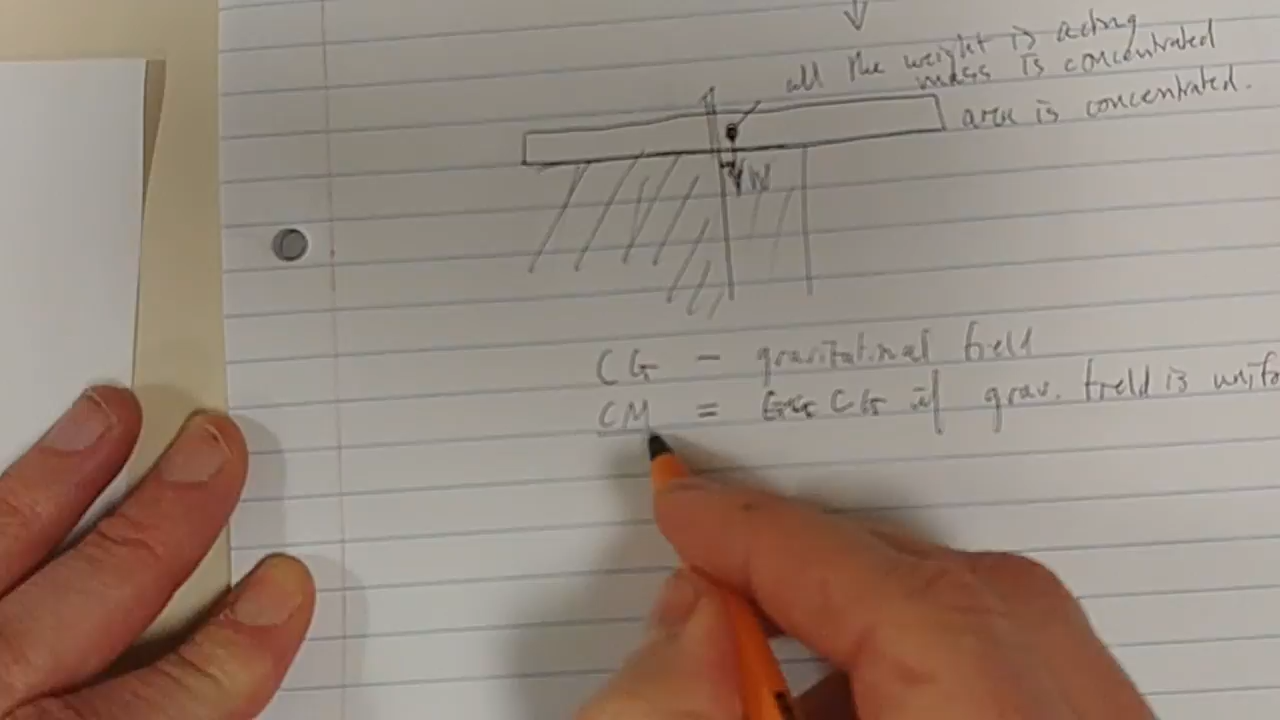 all the weight is acting
mass is concentrated
area is concentrated.
W
CG - gravitational field
CM = CG if grav. field is unifo